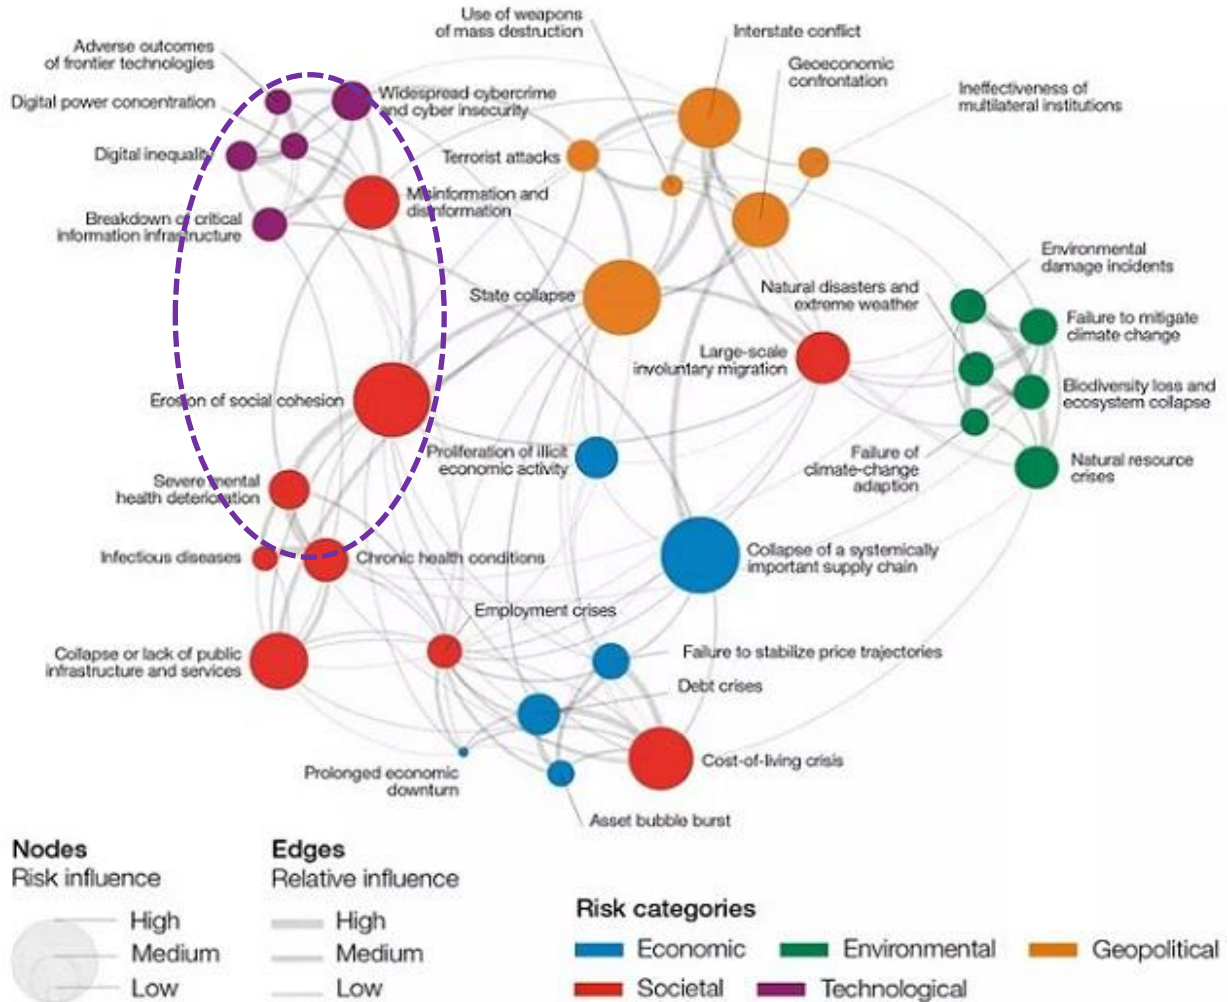 Use of weapons
of mass destruction
Interstate conflict
Adverse outcomes
of frontier technologies
Geoeconomic
confrontation
Digital power concentration
Widespread cybercrime
and cyber insecurity
Ineffectiveness of
multilateral institutions
Digital inequality
Terrorist attacks
Misinformation and
disinformation
Breakdown of critical
information infrastructure
Environmental
damage incidents
State collapse
Natural disasters and
extreme weather
Failure to mitigate
climate change
Large-scale
involuntary migration
Biodiversity loss and
ecosystem collapse
Erosion of social cohesion
Proliferation of illicit
economic activity
Failure of
climate-change
adaption
Natural resource
crises
Severe mental
health deterioration
Infectious diseases
Chronic health conditions
Collapse of a systemically
important supply chain
Employment crises
Collapse or lack of public
infrastructure and services
Failure to stabilize price trajectories
Debt crises
Cost-of-living crisis
Prolonged economic
downturn
Asset bubble burst
Nodes
Risk influence
High
Medium
Low
Edges
Relative influence
High
Medium
Low
Risk categories
Economic
Environmental
Geopolitical
Societal
Technological